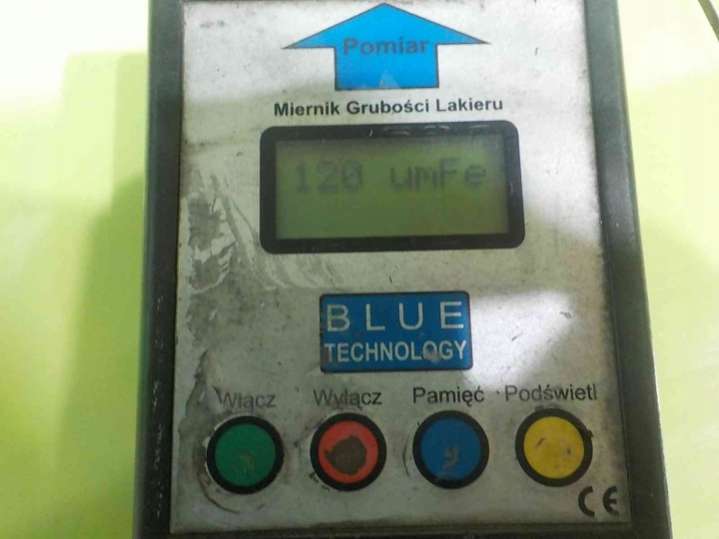 Pomiar
Miernik Grubości Lakieru
120 umFe
BLUE
TECHNOLOGY
Włącz Wyłącz Pamięć Podświetl
CE